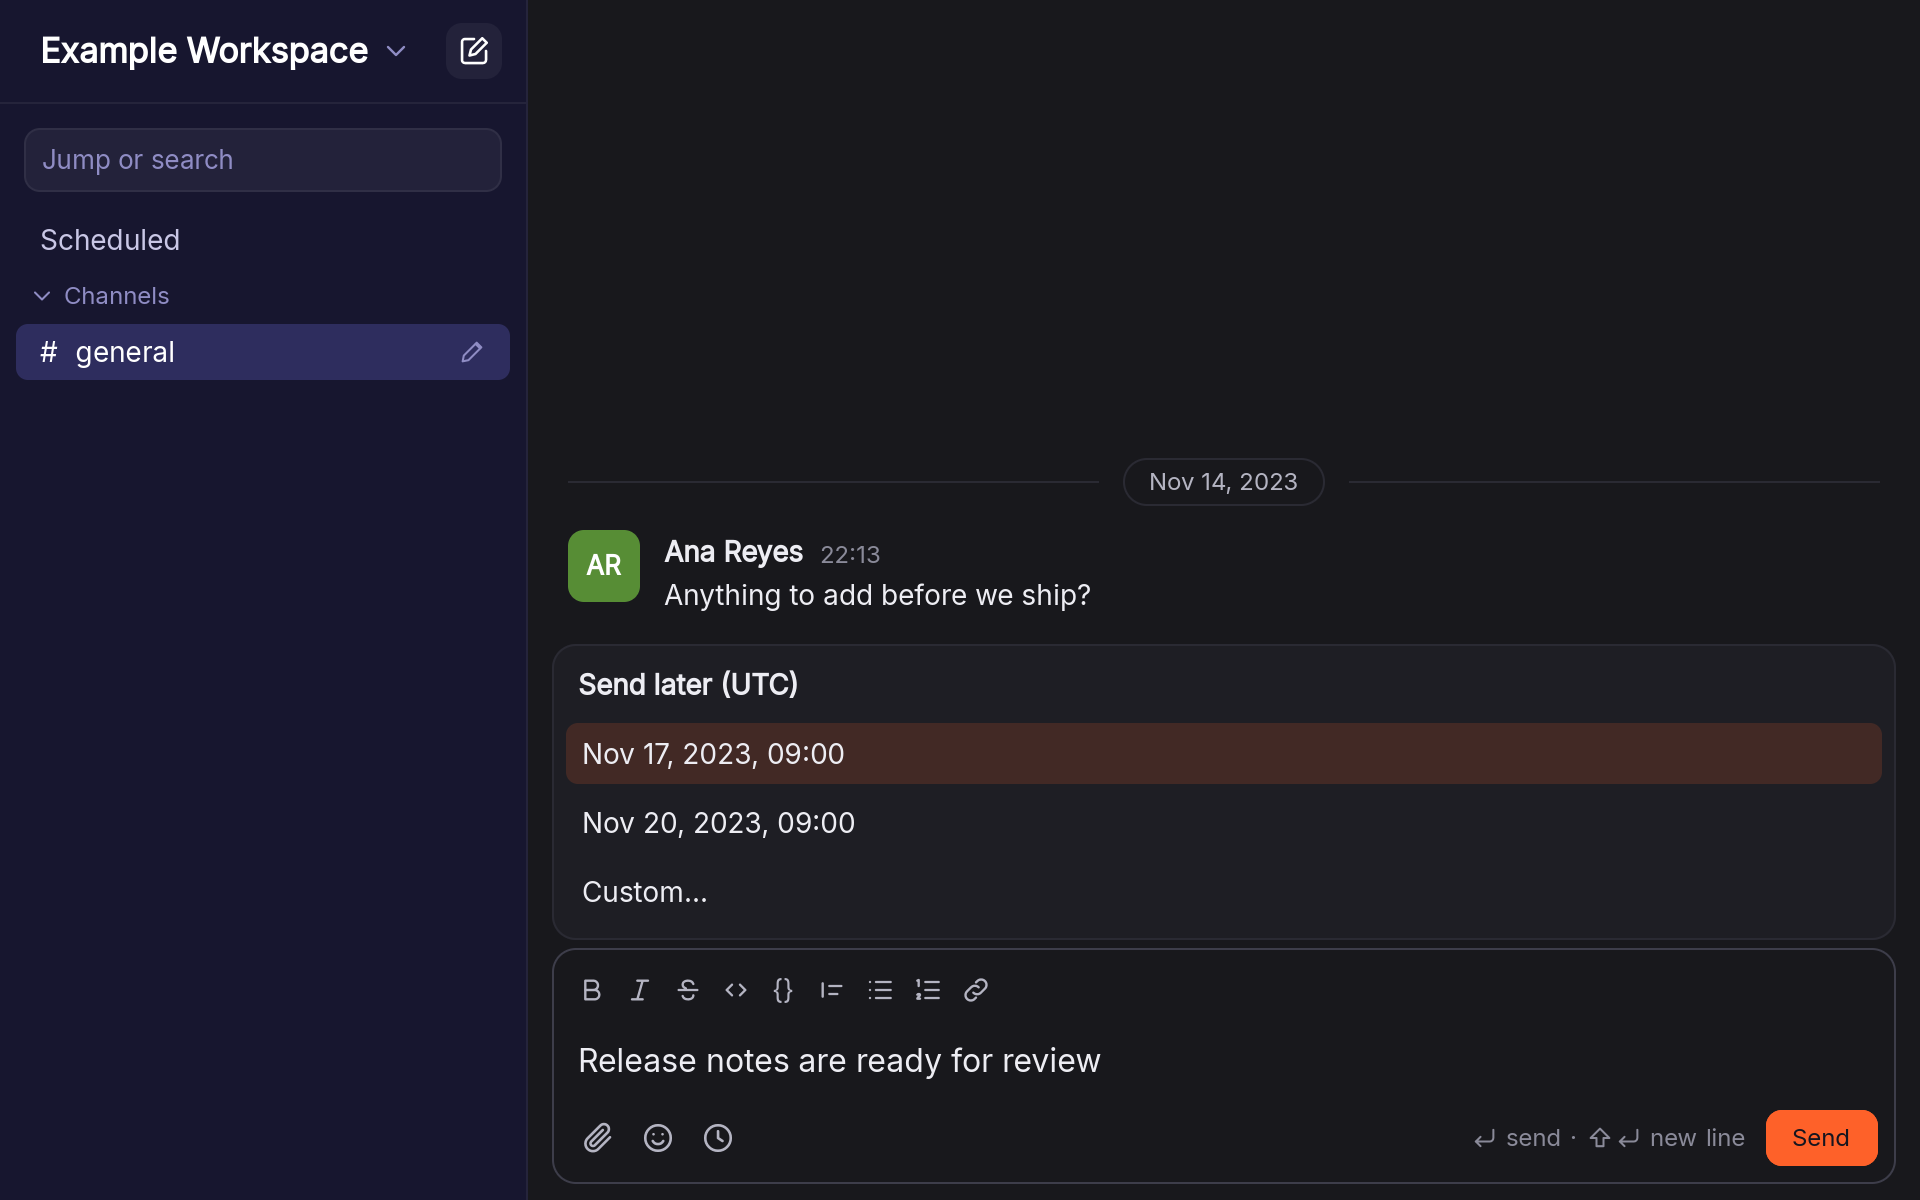 Example Workspace
Jump or search
Scheduled
Channels
# general
Nov 14, 2023
AR
Ana Reyes 22:13
Anything to add before we ship?
Send later (UTC)
Nov 17, 2023, 09:00
Nov 20, 2023, 09:00
Custom...
Release notes are ready for review
send · new line
Send